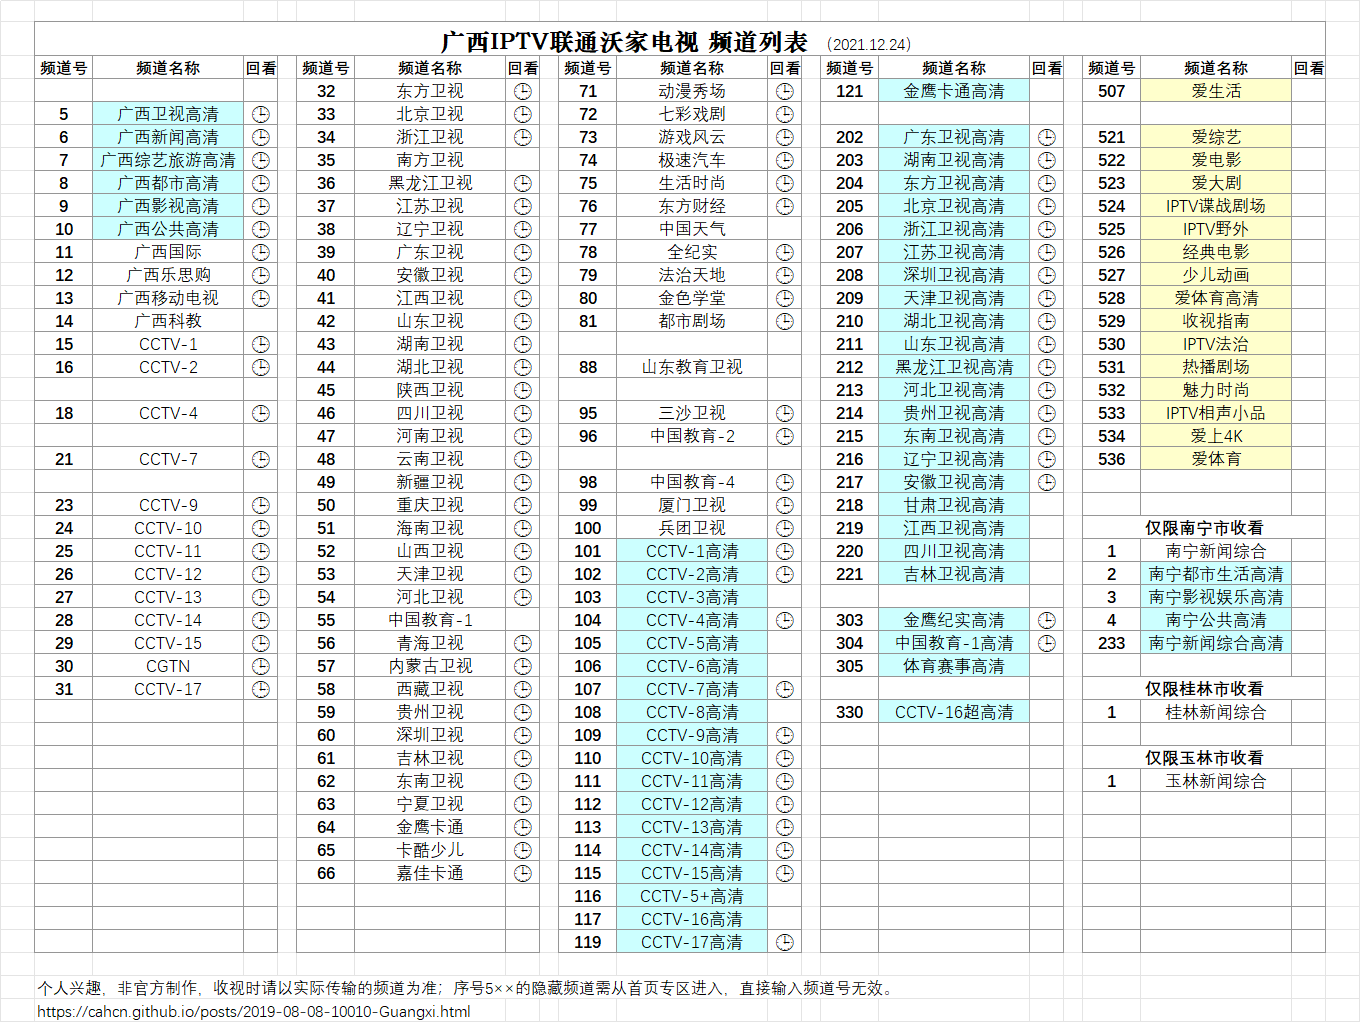 广西IPTV联通沃家电视 频道列表 （2021.12.24）
频道号 频道名称 回看 频道号 频道名称 回看 频道号 频道名称 回看 频道号 频道名称 回看 频道号 频道名称 回看
32 东方卫视 71 动漫秀场 121 金鹰卡通高清 507 爱生活
5 广西卫视高清 33 北京卫视 72 七彩戏剧
6 广西新闻高清 34 浙江卫视 73 游戏风云 202 广东卫视高清 521 爱综艺
7 广西综艺旅游高清 35 南方卫视 74 极速汽车 203 湖南卫视高清 522 爱电影
8 广西都市高清 36 黑龙江卫视 75 生活时尚 204 东方卫视高清 523 爱大剧
9 广西影视高清 37 江苏卫视 76 东方财经 205 北京卫视高清 524 IPTV谍战剧场
10 广西公共高清 38 辽宁卫视 77 中国天气 206 浙江卫视高清 525 IPTV野外
11 广西国际 39 广东卫视 78 全纪实 207 江苏卫视高清 526 经典电影
12 广西乐思购 40 安徽卫视 79 法治天地 208 深圳卫视高清 527 少儿动画
13 广西移动电视 41 江西卫视 80 金色学堂 209 天津卫视高清 528 爱体育高清
14 广西科教 42 山东卫视 81 都市剧场 210 湖北卫视高清 529 收视指南
15 CCTV-1 43 湖南卫视 211 山东卫视高清 530 IPTV法治
16 CCTV-2 44 湖北卫视 88 山东教育卫视 212 黑龙江卫视高清 531 热播剧场
45 陕西卫视 213 河北卫视高清 532 魅力时尚
18 CCTV-4 46 四川卫视 95 三沙卫视 214 贵州卫视高清 533 IPTV相声小品
47 河南卫视 96 中国教育-2 215 东南卫视高清 534 爱上4K
21 CCTV-7 48 云南卫视 216 辽宁卫视高清 536 爱体育
49 新疆卫视 98 中国教育-4 217 安徽卫视高清
23 CCTV-9 50 重庆卫视 99 厦门卫视 218 甘肃卫视高清
24 CCTV-10 51 海南卫视 100 兵团卫视 219 江西卫视高清 仅限南宁市收看
25 CCTV-11 52 山西卫视 101 CCTV-1高清 220 四川卫视高清 1 南宁新闻综合
26 CCTV-12 53 天津卫视 102 CCTV-2高清 221 吉林卫视高清 2 南宁都市生活高清
27 CCTV-13 54 河北卫视 103 CCTV-3高清 3 南宁影视娱乐高清
28 CCTV-14 55 中国教育-1 104 CCTV-4高清 303 金鹰纪实高清 4 南宁公共高清
29 CCTV-15 56 青海卫视 105 CCTV-5高清 304 中国教育-1高清 233 南宁新闻综合高清
30 CGTN 57 内蒙古卫视 106 CCTV-6高清 305 体育赛事高清
31 CCTV-17 58 西藏卫视 107 CCTV-7高清 仅限桂林市收看
59 贵州卫视 108 CCTV-8高清 330 CCTV-16超高清 1 桂林新闻综合
60 深圳卫视 109 CCTV-9高清
61 吉林卫视 110 CCTV-10高清 仅限玉林市收看
62 东南卫视 111 CCTV-11高清 1 玉林新闻综合
63 宁夏卫视 112 CCTV-12高清
64 金鹰卡通 113 CCTV-13高清
65 卡酷少儿 114 CCTV-14高清
66 嘉佳卡通 115 CCTV-15高清
116 CCTV-5+高清
117 CCTV-16高清
119 CCTV-17高清
个人兴趣，非官方制作，收视时请以实际传输的频道为准；序号5××的隐藏频道需从首页专区进入，直接输入频道号无效。
https://cahcn.github.io/posts/2019-08-08-10010-Guangxi.html